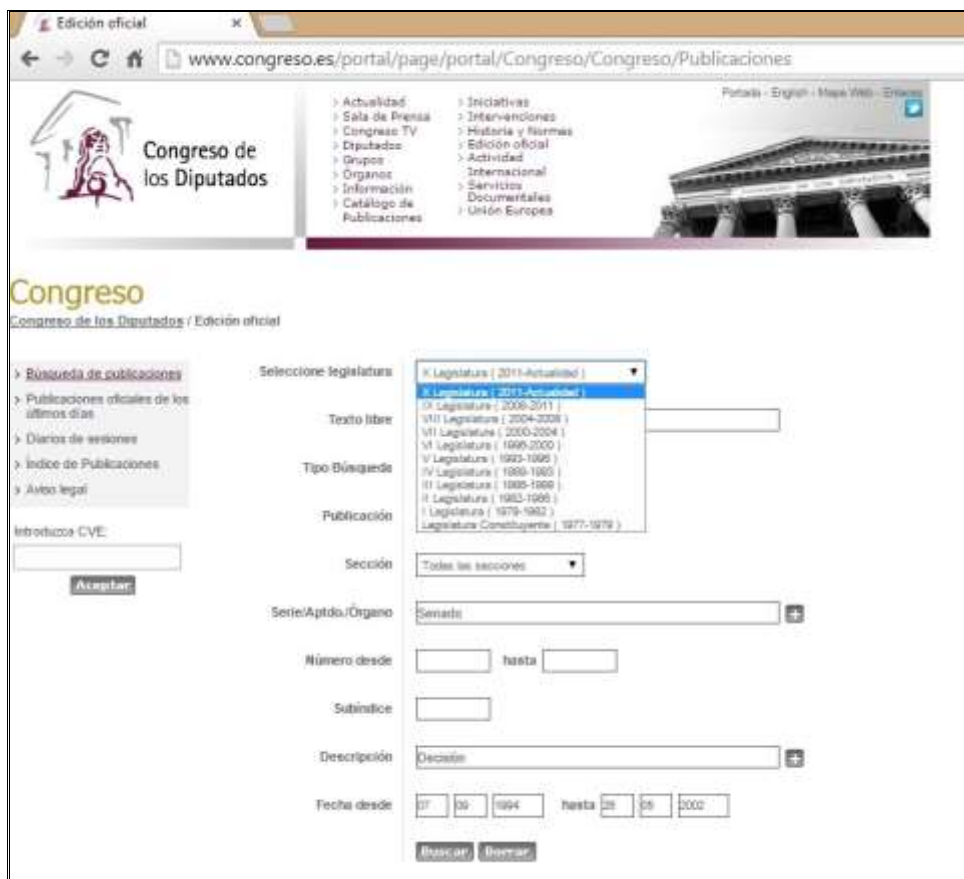 Edición oficial
www.congreso.es/portal/page/portal/Congreso/Congreso/Publicaciones
Portada - English - Mapa Web - Enlaces
Congreso de
los Diputados
> Actualidad
> Sala de Prensa
> Congreso TV
> Diputados
> Grupos
> Órganos
> Información
> Catálogo de
Publicaciones
> Iniciativas
> Intervenciones
> Historia y Normas
> Edición oficial
> Actividad
Internacional
> Servicios
Documentales
> Unión Europea
Congreso
Congreso de los Diputados / Edición oficial
> Búsqueda de publicaciones
> Publicaciones oficiales de los
últimos días
> Diarios de sesiones
> Índice de Publicaciones
> Aviso legal
Introduzca CVE:
Aceptar
Seleccione legislatura
X Legislatura ( 2011-Actualidad )
X Legislatura ( 2011-Actualidad )
IX Legislatura ( 2008-2011 )
VIII Legislatura ( 2004-2008 )
VII Legislatura ( 2000-2004 )
VI Legislatura ( 1996-2000 )
V Legislatura ( 1993-1996 )
IV Legislatura ( 1989-1993 )
III Legislatura ( 1986-1989 )
II Legislatura ( 1982-1986 )
I Legislatura ( 1979-1982 )
Legislatura Constituyente ( 1977-1979 )
Texto libre
Tipo Búsqueda
Publicación
Sección Todas las secciones
Serie/Aptdo./Órgano Senado
Número desde hasta
Subíndice
Descripción Decisión
Fecha desde 07 09 1994 hasta 28 05 2002
Buscar Borrar